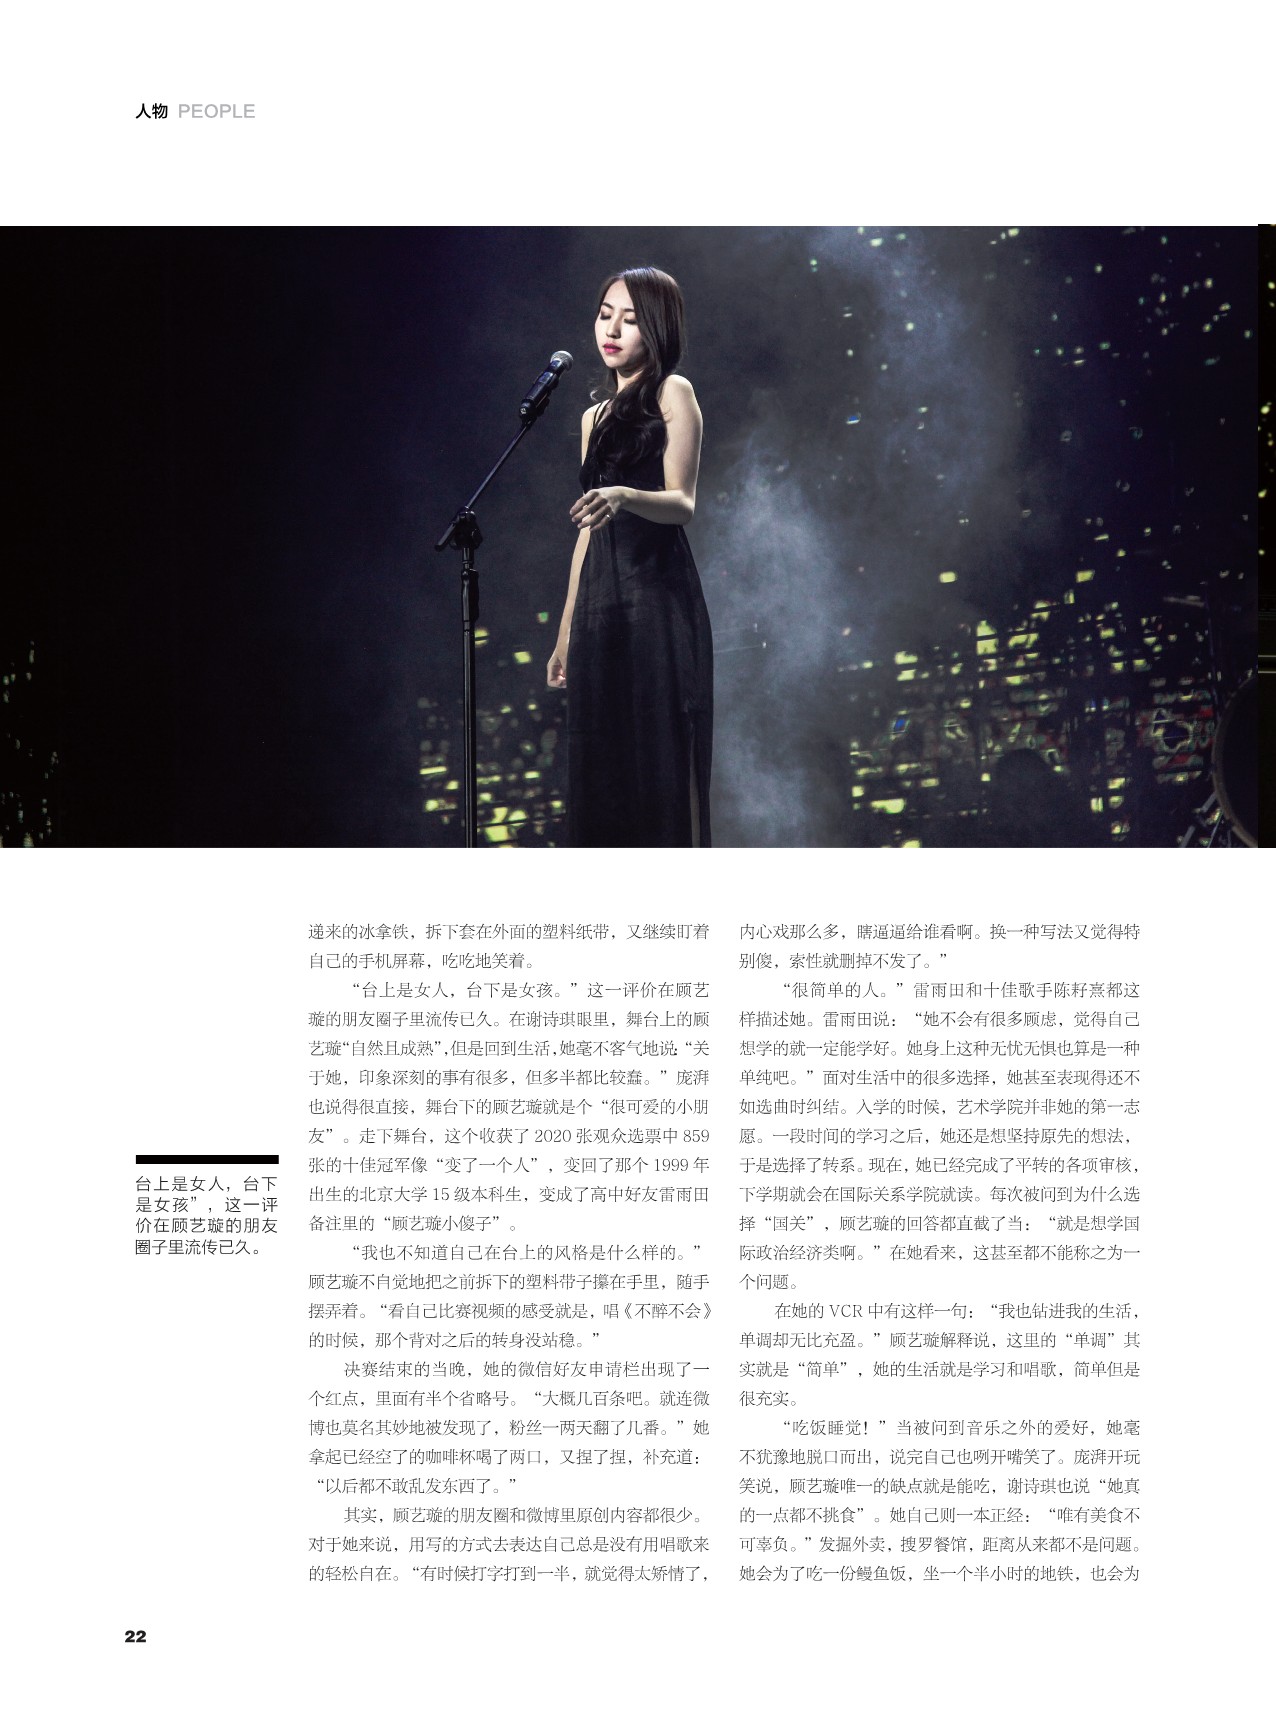 人物 PEOPLE
递来的冰拿铁，拆下套在外面的塑料纸带，又继续盯着
自己的手机屏幕，吃吃地笑着。
“台上是女人，台下是女孩。”这一评价在顾艺
璇的朋友圈子里流传已久。在谢诗琪眼里，舞台上的顾
艺璇“自然且成熟”，但是回到生活，她毫不客气地说：“关
于她，印象深刻的事有很多，但多半都比较蠢。”庞湃
也说得很直接，舞台下的顾艺璇就是个“很可爱的小朋
友”。走下舞台，这个收获了 2020 张观众选票中 859
张的十佳冠军像“变了一个人”，变回了那个 1999 年
出生的北京大学 15 级本科生，变成了高中好友雷雨田
备注里的“顾艺璇小傻子”。
“我也不知道自己在台上的风格是什么样的。”
顾艺璇不自觉地把之前拆下的塑料带子攥在手里，随手
摆弄着。“看自己比赛视频的感受就是，唱《不醉不会》
的时候，那个背对之后的转身没站稳。”
决赛结束的当晚，她的微信好友申请栏出现了一
个红点，里面有半个省略号。“大概几百条吧。就连微
博也莫名其妙地被发现了，粉丝一两天翻了几番。”她
拿起已经空了的咖啡杯喝了两口，又捏了捏，补充道：
“以后都不敢乱发东西了。”
其实，顾艺璇的朋友圈和微博里原创内容都很少。
对于她来说，用写的方式去表达自己总是没有用唱歌来
的轻松自在。“有时候打字打到一半，就觉得太矫情了，
内心戏那么多，瞎逼逼给谁看啊。换一种写法又觉得特
别傻，索性就删掉不发了。”
“很简单的人。”雷雨田和十佳歌手陈籽熹都这
样描述她。雷雨田说：“她不会有很多顾虑，觉得自己
想学的就一定能学好。她身上这种无忧无惧也算是一种
单纯吧。”面对生活中的很多选择，她甚至表现得还不
如选曲时纠结。入学的时候，艺术学院并非她的第一志
愿。一段时间的学习之后，她还是想坚持原先的想法，
于是选择了转系。现在，她已经完成了平转的各项审核，
下学期就会在国际关系学院就读。每次被问到为什么选
择“国关”，顾艺璇的回答都直截了当：“就是想学国
际政治经济类啊。”在她看来，这甚至都不能称之为一
个问题。
在她的 VCR 中有这样一句：“我也钻进我的生活，
单调却无比充盈。”顾艺璇解释说，这里的“单调”其
实就是“简单”，她的生活就是学习和唱歌，简单但是
很充实。
“吃饭睡觉！”当被问到音乐之外的爱好，她毫
不犹豫地脱口而出，说完自己也咧开嘴笑了。庞湃开玩
笑说，顾艺璇唯一的缺点就是能吃，谢诗琪也说“她真
的一点都不挑食”。她自己则一本正经：“唯有美食不
可辜负。”发掘外卖，搜罗餐馆，距离从来都不是问题。
她会为了吃一份鳗鱼饭，坐一个半小时的地铁，也会为
台上是女人，台下
是女孩”，这一评
价在顾艺璇的朋友
圈子里流传已久。
22